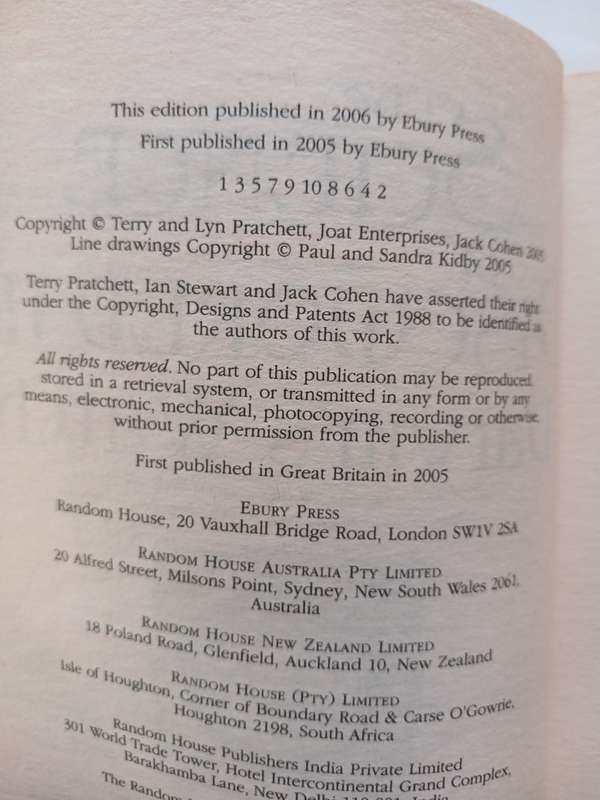 This edition published in 2006 by Ebury Press
First published in 2005 by Ebury Press
1 3 5 7 9 10 8 6 4 2
Copyright © Terry and Lyn Pratchett, Joat Enterprises, Jack Cohen 2005
Line drawings Copyright © Paul and Sandra Kidby 2005
Terry Pratchett, Ian Stewart and Jack Cohen have asserted their right
under the Copyright, Designs and Patents Act 1988 to be identified as
the authors of this work.
All rights reserved. No part of this publication may be reproduced,
stored in a retrieval system, or transmitted in any form or by any
means, electronic, mechanical, photocopying, recording or otherwise,
without prior permission from the publisher.
First published in Great Britain in 2005
EBURY PRESS
Random House, 20 Vauxhall Bridge Road, London SW1V 2SA
RANDOM HOUSE AUSTRALIA PTY LIMITED
20 Alfred Street, Milsons Point, Sydney, New South Wales 2061,
Australia
RANDOM HOUSE NEW ZEALAND LIMITED
18 Poland Road, Glenfield, Auckland 10, New Zealand
RANDOM HOUSE (PTY) LIMITED
Isle of Houghton, Corner of Boundary Road & Carse O'Gowrie,
Houghton 2198, South Africa
Random House Publishers India Private Limited
301 World Trade Tower, Hotel Intercontinental Grand Complex,
Barakhamba Lane, New Delhi 110 001, India
The Random